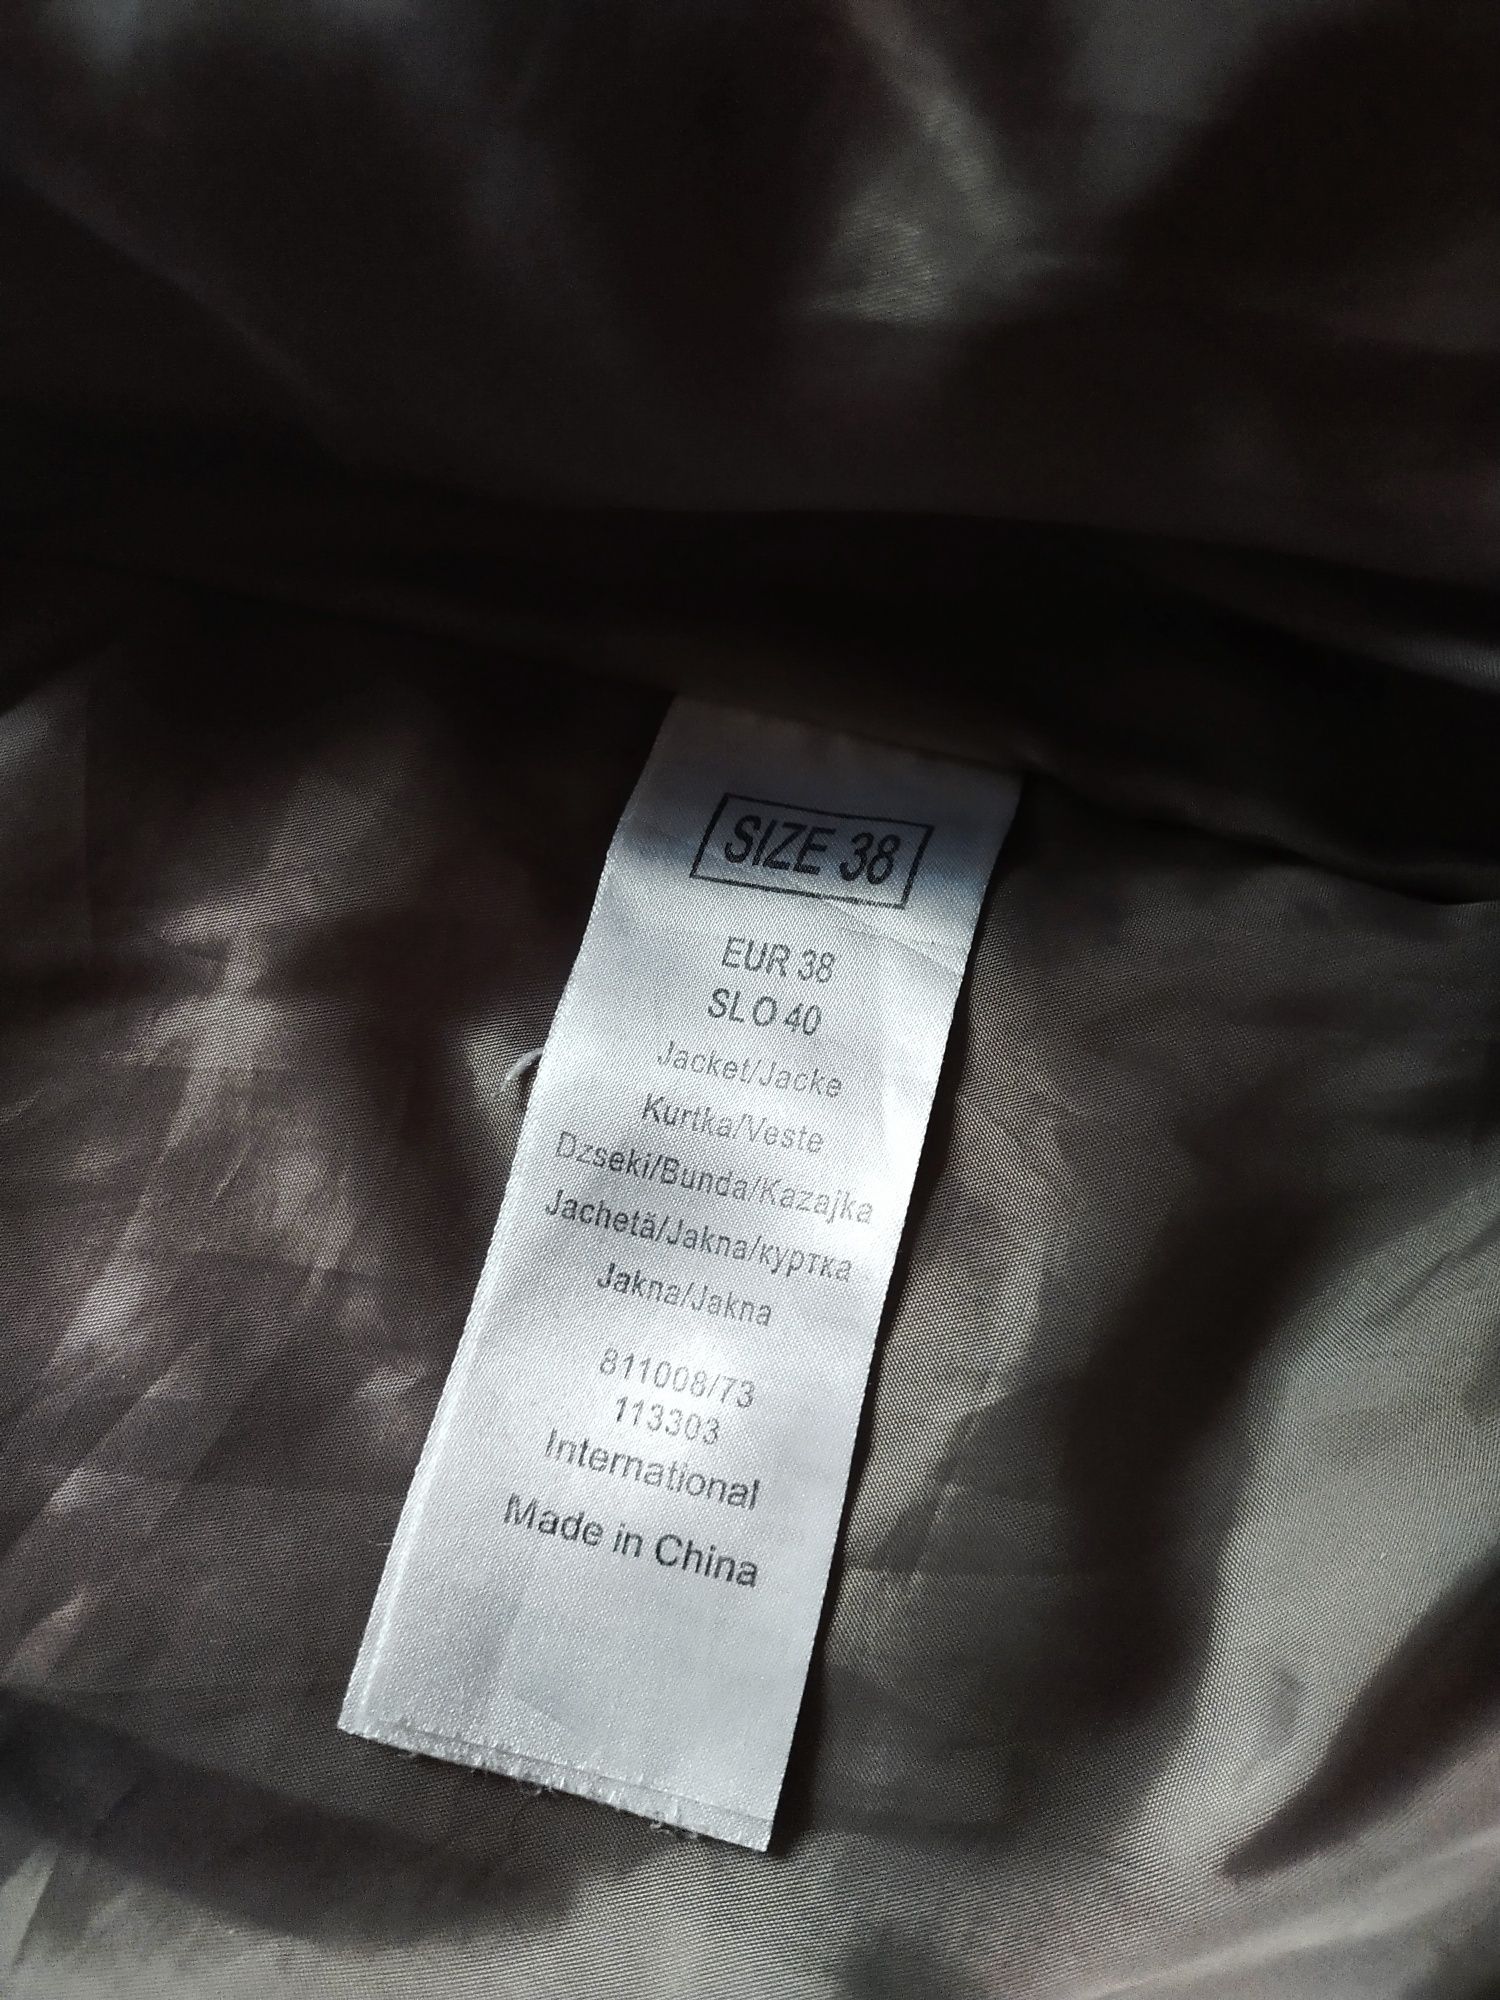 SIZE 38
EUR 38
SLO 40
Jacket/Jacke
Kurtka/Veste
Dzseki/Bunda/Kazajka
Jachetă/Jakna/куртка
Jakna/Jakna
811008/73
113303
International
Made in China